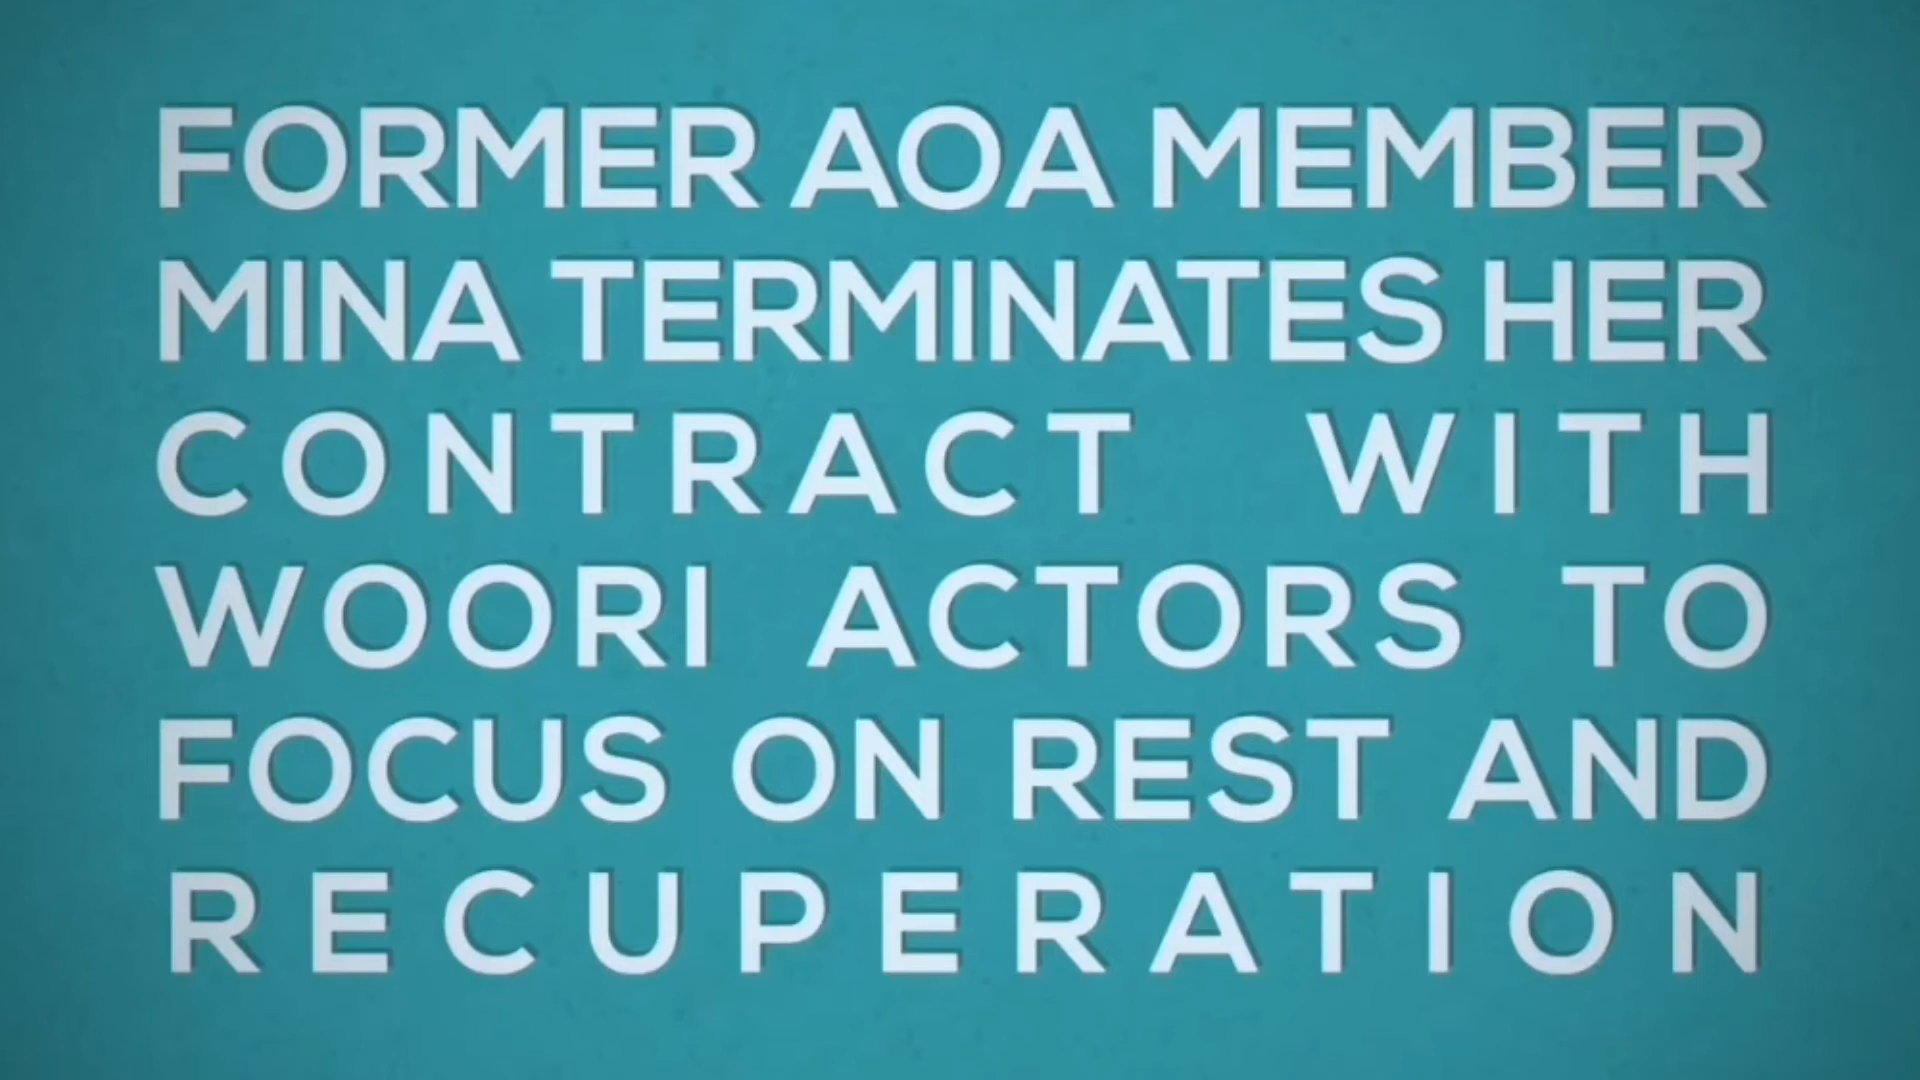 FORMER AOA MEMBER
MINA TERMINATES HER
CONTRACT WITH
WOORI ACTORS TO
FOCUS ON REST AND
RECUPERATION